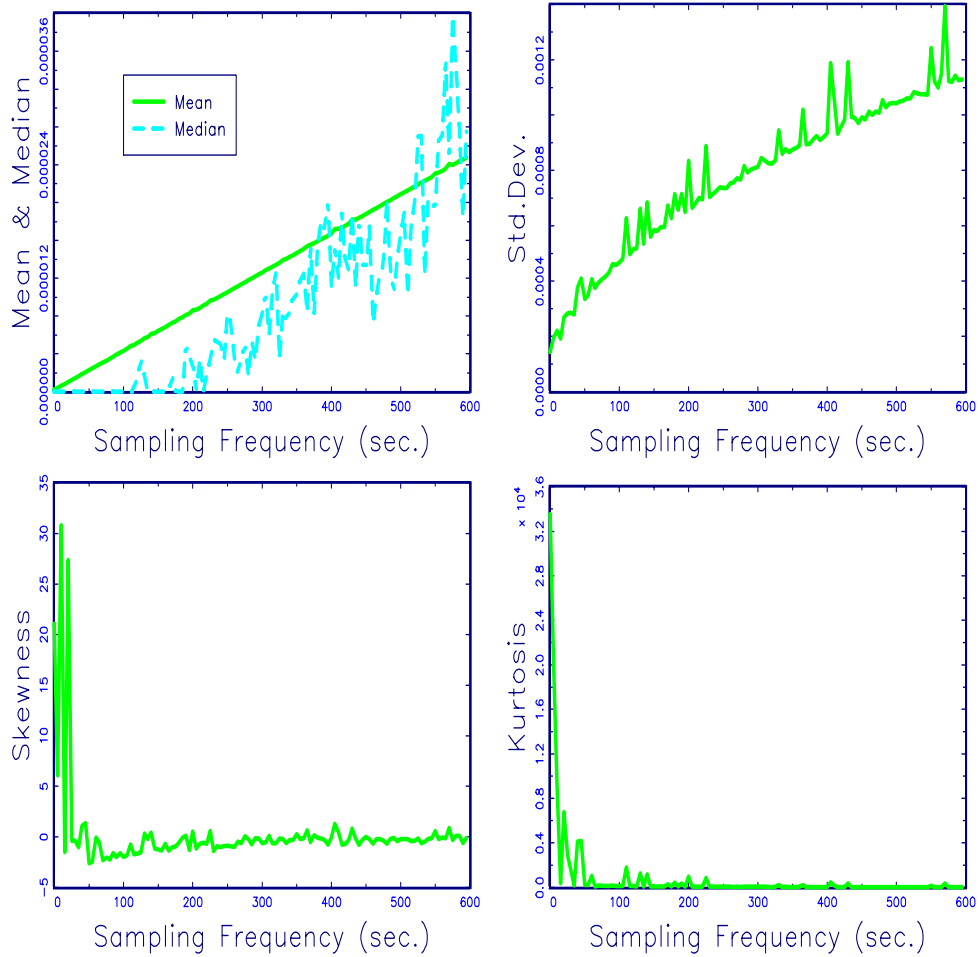 Mean & Median
0.000036
0.000024
0.000012
0.000000
Mean
Median
0 100 200 300 400 500 600
Sampling Frequency (sec.)
Std.Dev.
0.0012
0.0008
0.0004
0.0000
0 100 200 300 400 500 600
Sampling Frequency (sec.)
Skewness
35
30
25
20
15
10
5
0
−5
0 100 200 300 400 500 600
Sampling Frequency (sec.)
Kurtosis
× 10⁴
3.6
3.2
2.8
2.4
2.0
1.6
1.2
0.8
0.4
0.0
0 100 200 300 400 500 600
Sampling Frequency (sec.)